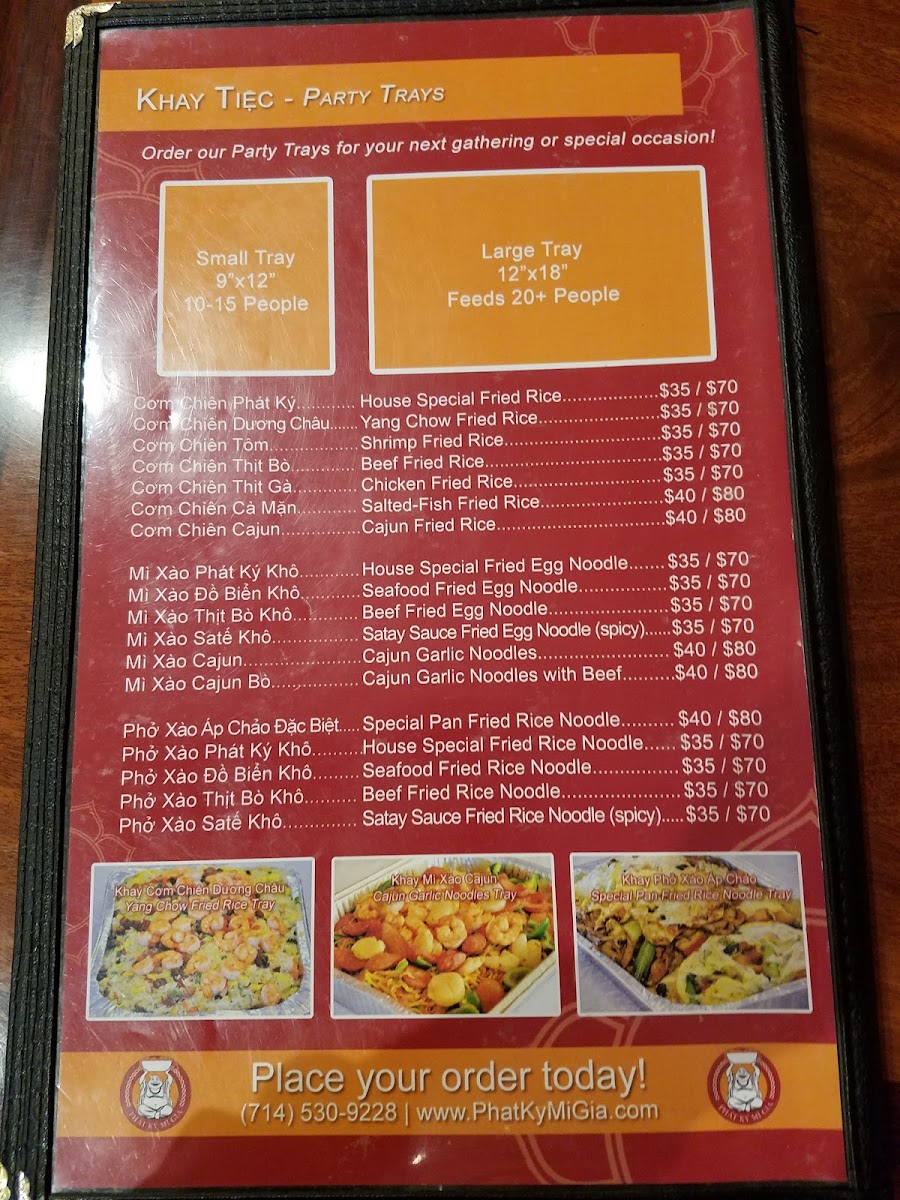 Khay Tiệc - Party Trays
Order our Party Trays for your next gathering or special occasion!
Small Tray
9"x12"
10-15 People
Large Tray
12"x18"
Feeds 20+ People
Cơm Chiên Phát Ký............ House Special Fried Rice.................... $35 / $70
Cơm Chiên Dương Châu....... Yang Chow Fried Rice......................... $35 / $70
Cơm Chiên Tôm................ Shrimp Fried Rice................................ $35 / $70
Cơm Chiên Thịt Bò............ Beef Fried Rice.................................... $35 / $70
Cơm Chiên Thịt Gà............ Chicken Fried Rice............................... $35 / $70
Cơm Chiên Cá Mặn............ Salted-Fish Fried Rice......................... $40 / $80
Cơm Chiên Cajun................ Cajun Fried Rice.................................. $40 / $80
Mì Xào Phát Ký Khô............ House Special Fried Egg Noodle....... $35 / $70
Mì Xào Đồ Biển Khô............ Seafood Fried Egg Noodle................. $35 / $70
Mì Xào Thịt Bò Khô............ Beef Fried Egg Noodle........................ $35 / $70
Mì Xào Satế Khô................ Satay Sauce Fried Egg Noodle (spicy)...... $35 / $70
Mì Xào Cajun...................... Cajun Garlic Noodles.......................... $40 / $80
Mì Xào Cajun Bò................ Cajun Garlic Noodles with Beef.......... $40 / $80
Phở Xào Áp Chảo Đặc Biệt..... Special Pan Fried Rice Noodle.......... $40 / $80
Phở Xào Phát Ký Khô......... House Special Fried Rice Noodle...... $35 / $70
Phở Xào Đồ Biển Khô......... Seafood Fried Rice Noodle................ $35 / $70
Phở Xào Thịt Bò Khô.......... Beef Fried Rice Noodle...................... $35 / $70
Phở Xào Satế Khô.............. Satay Sauce Fried Rice Noodle (spicy)..... $35 / $70
Khay Cơm Chiên Dương Châu
Yang Chow Fried Rice Tray
Khay Mì Xào Cajun
Cajun Garlic Noodles Tray
Khay Phở Xào Áp Chảo
Special Pan Fried Rice Noodle Tray
Place your order today!
(714) 530-9228 | www.PhatKyMiGia.com
PHÁT KÝ MÌ GIA
PHÁT KÝ MÌ GIA